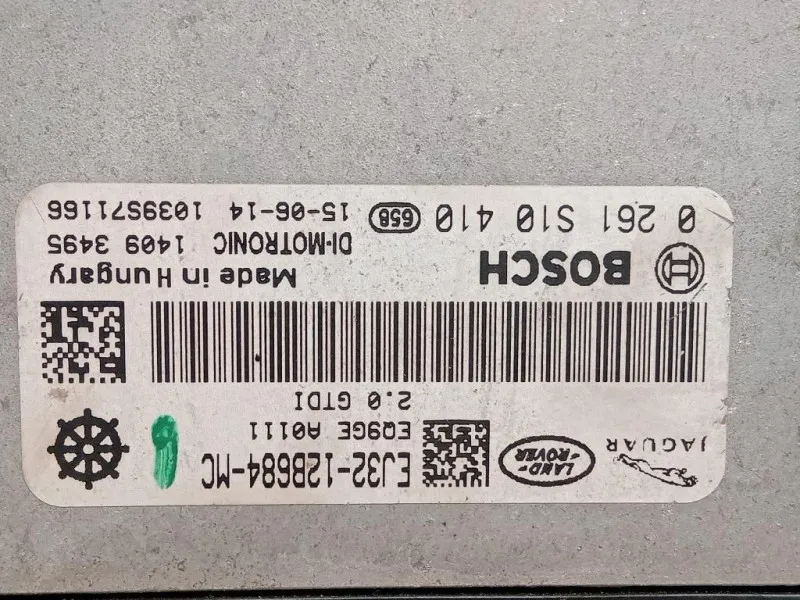 JAGUAR
LAND-
ROVER
EJ32-12B684-MC
EQ9GE A0111
2.0 GTDI
BOSCH
Made in Hungary
DI·MOTRONIC 1409 3495
0 261 S10 410 658 15-06-14 1039S71166